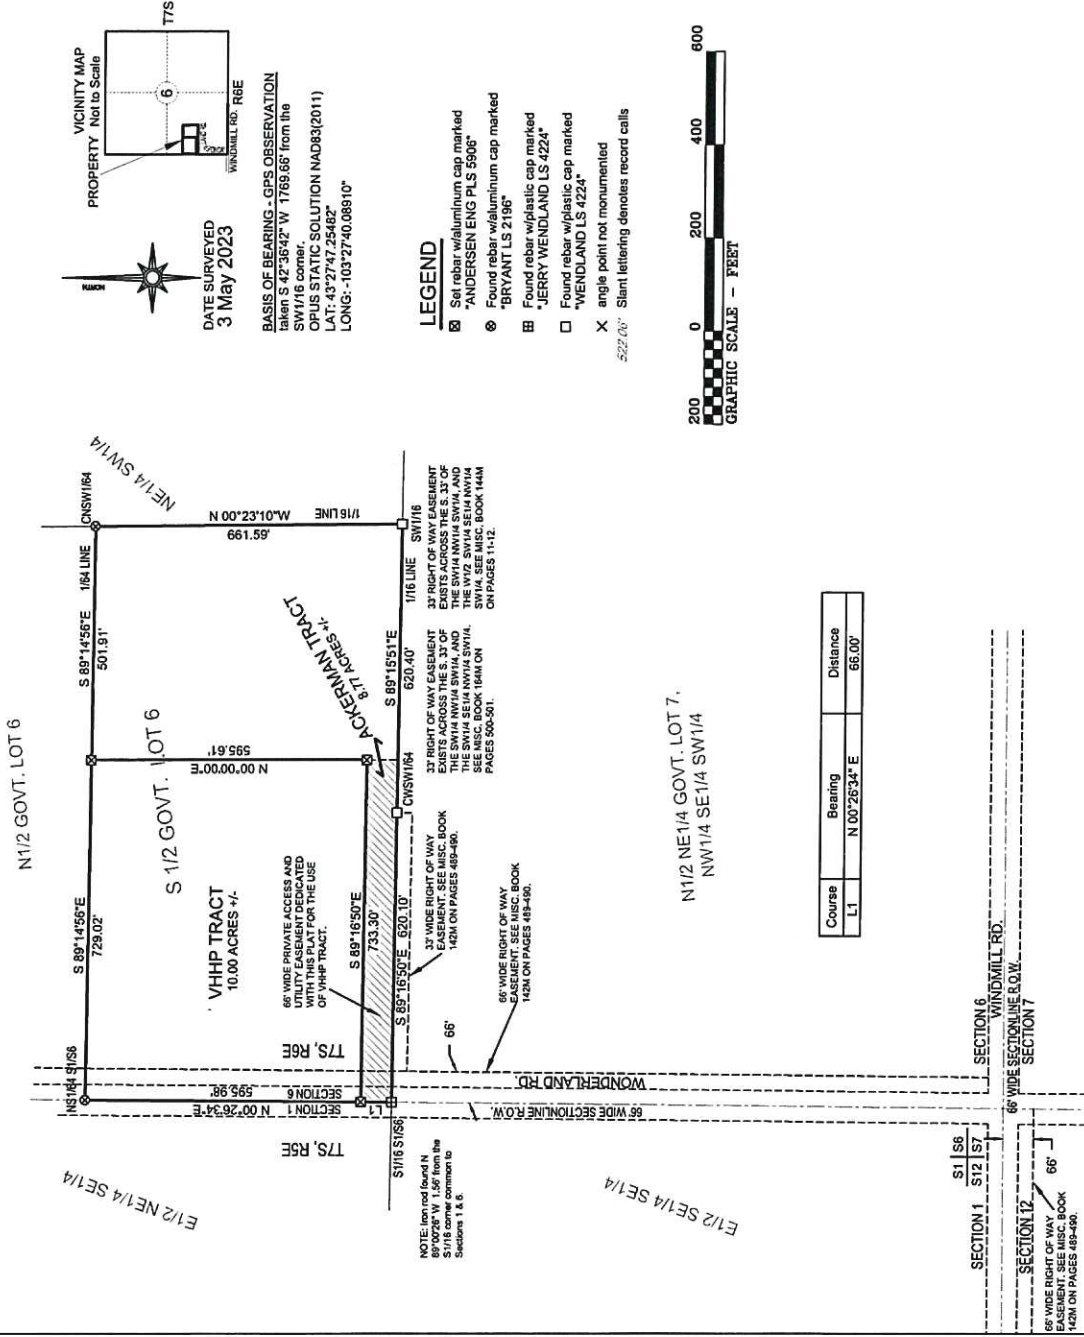 VICINITY MAP
PROPERTY Not to Scale
T7S
6
WINDMILL RD. R6E
NORTH
DATE SURVEYED
3 May 2023
BASIS OF BEARING - GPS OBSERVATION
taken S 42°36'42" W 1769.66' from the
SW1/16 corner.
OPUS STATIC SOLUTION NAD83(2011)
LAT: 43°27'47.25482"
LONG: -103°27'40.08910"
LEGEND
Set rebar w/aluminum cap marked
"ANDERSEN ENG PLS 5906"
Found rebar w/aluminum cap marked
"BRYANT LS 2196"
Found rebar w/plastic cap marked
"JERRY WENDLAND LS 4224"
Found rebar w/plastic cap marked
"WENDLAND LS 4224"
X angle point not monumented
522.06' Slant lettering denotes record calls
200 0 200 400 600
GRAPHIC SCALE - FEET
N1/2 GOVT. LOT 6
NE1/4 SW1/4
S 1/2 GOVT. LOT 6
NS1/64 S1/S6
S 89°14'56"E
729.02'
S 89°14'56"E 1/64 LINE
501.91'
CNSW1/64
N 00°23'10"W 1/16 LINE
661.59'
N 00°00'00"E 595.61'
VHHP TRACT
10.00 ACRES +/-
66' WIDE PRIVATE ACCESS AND
UTILITY EASEMENT DEDICATED
WITH THIS PLAT FOR THE USE
OF VHHP TRACT.
ACKERMAN TRACT
8.77 ACRES +/-
S 89°16'50"E
733.30'
S 89°16'50"E 620.10'
CWSW1/64
S 89°15'51"E 1/16 LINE
620.40'
SW1/16
T7S, R6E
SECTION 6
N 00°26'34"E 595.98'
SECTION 1
T7S, R5E
L1
S1/16 S1/S6
E1/2 NE1/4 SE1/4
33' RIGHT OF WAY EASEMENT
EXISTS ACROSS THE S. 33' OF
THE SW1/4 NW1/4 SW1/4, AND
THE SW1/4 SE1/4 NW1/4 SW1/4.
SEE MISC. BOOK 164M ON
PAGES 500-501.
33' RIGHT OF WAY EASEMENT
EXISTS ACROSS THE S. 33' OF
THE SW1/4 NW1/4 SW1/4, AND
THE W1/2 SW1/4 SE1/4 NW1/4
SW1/4. SEE MISC. BOOK 144M
ON PAGES 11-12.
33' WIDE RIGHT OF WAY
EASEMENT. SEE MISC. BOOK
142M ON PAGES 489-490.
66' WIDE RIGHT OF WAY
EASEMENT. SEE MISC. BOOK
142M ON PAGES 489-490.
66'
NOTE: Iron rod found N
89°00'26" W 1.56' from the
S1/16 corner common to
Sections 1 & 6.
WONDERLAND RD.
66' WIDE SECTIONLINE R.O.W.
E1/2 SE1/4 SE1/4
N1/2 NE1/4 GOVT. LOT 7,
NW1/4 SE1/4 SW1/4
Course Bearing Distance
L1 N 00°26'34" E 66.00'
SECTION 6
WINDMILL RD.
66' WIDE SECTIONLINE R.O.W.
SECTION 7
S1 S6
S12 S7
SECTION 1
SECTION 12
66'
66' WIDE RIGHT OF WAY
EASEMENT. SEE MISC. BOOK
142M ON PAGES 489-490.